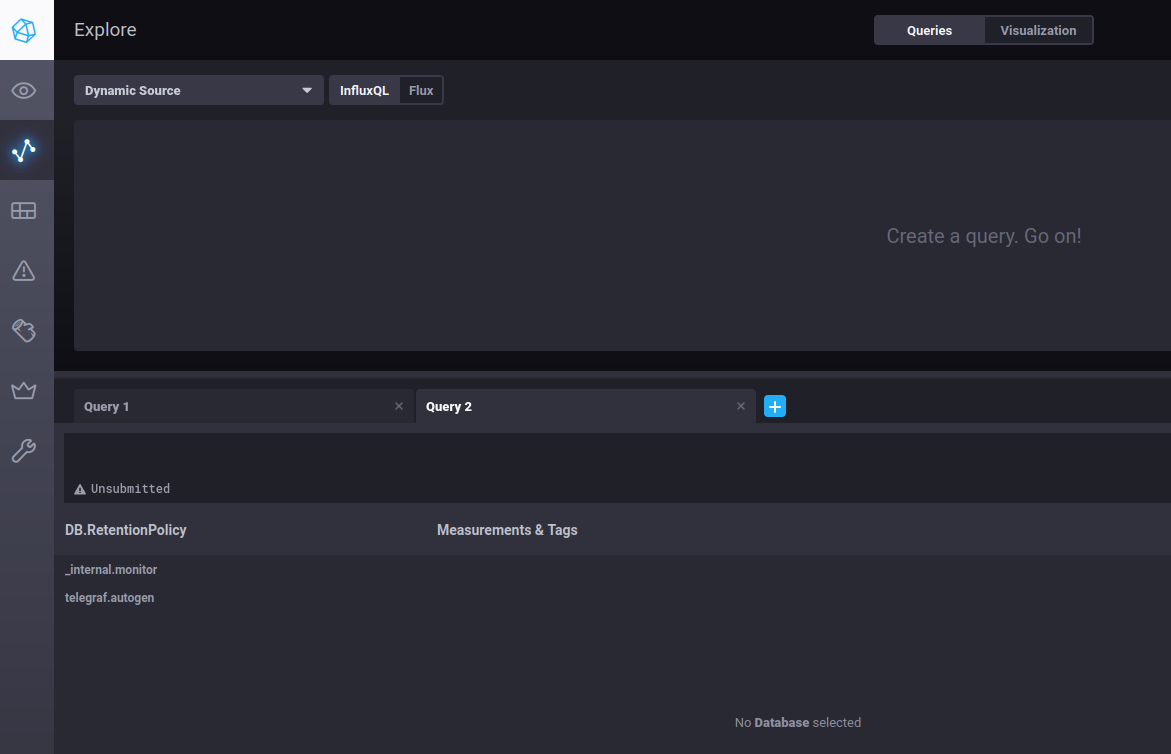 Explore
Queries Visualization
Dynamic Source InfluxQL Flux
Create a query. Go on!
Query 1 Query 2
Unsubmitted
DB.RetentionPolicy Measurements & Tags
_internal.monitor
telegraf.autogen
No Database selected